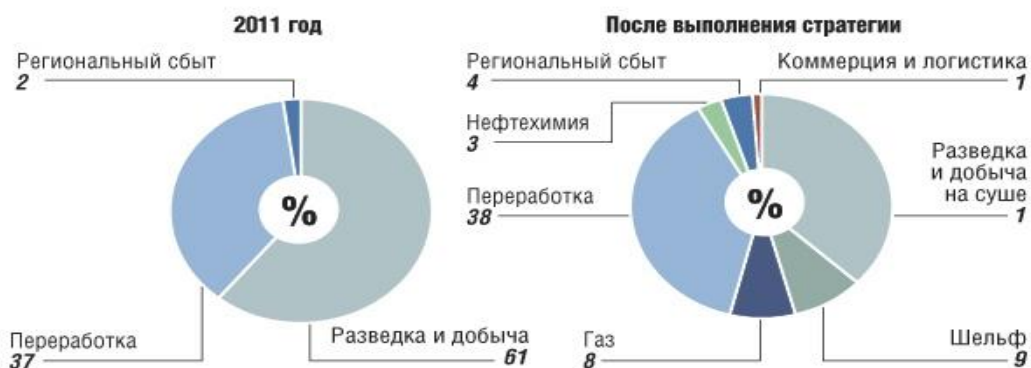 2011 год
Региональный сбыт
2
%
Переработка
37
Разведка и добыча
61
После выполнения стратегии
Региональный сбыт
4
Коммерция и логистика
1
Нефтехимия
3
Разведка
и добыча
на суше
1
Переработка
38
%
Газ
8
Шельф
9